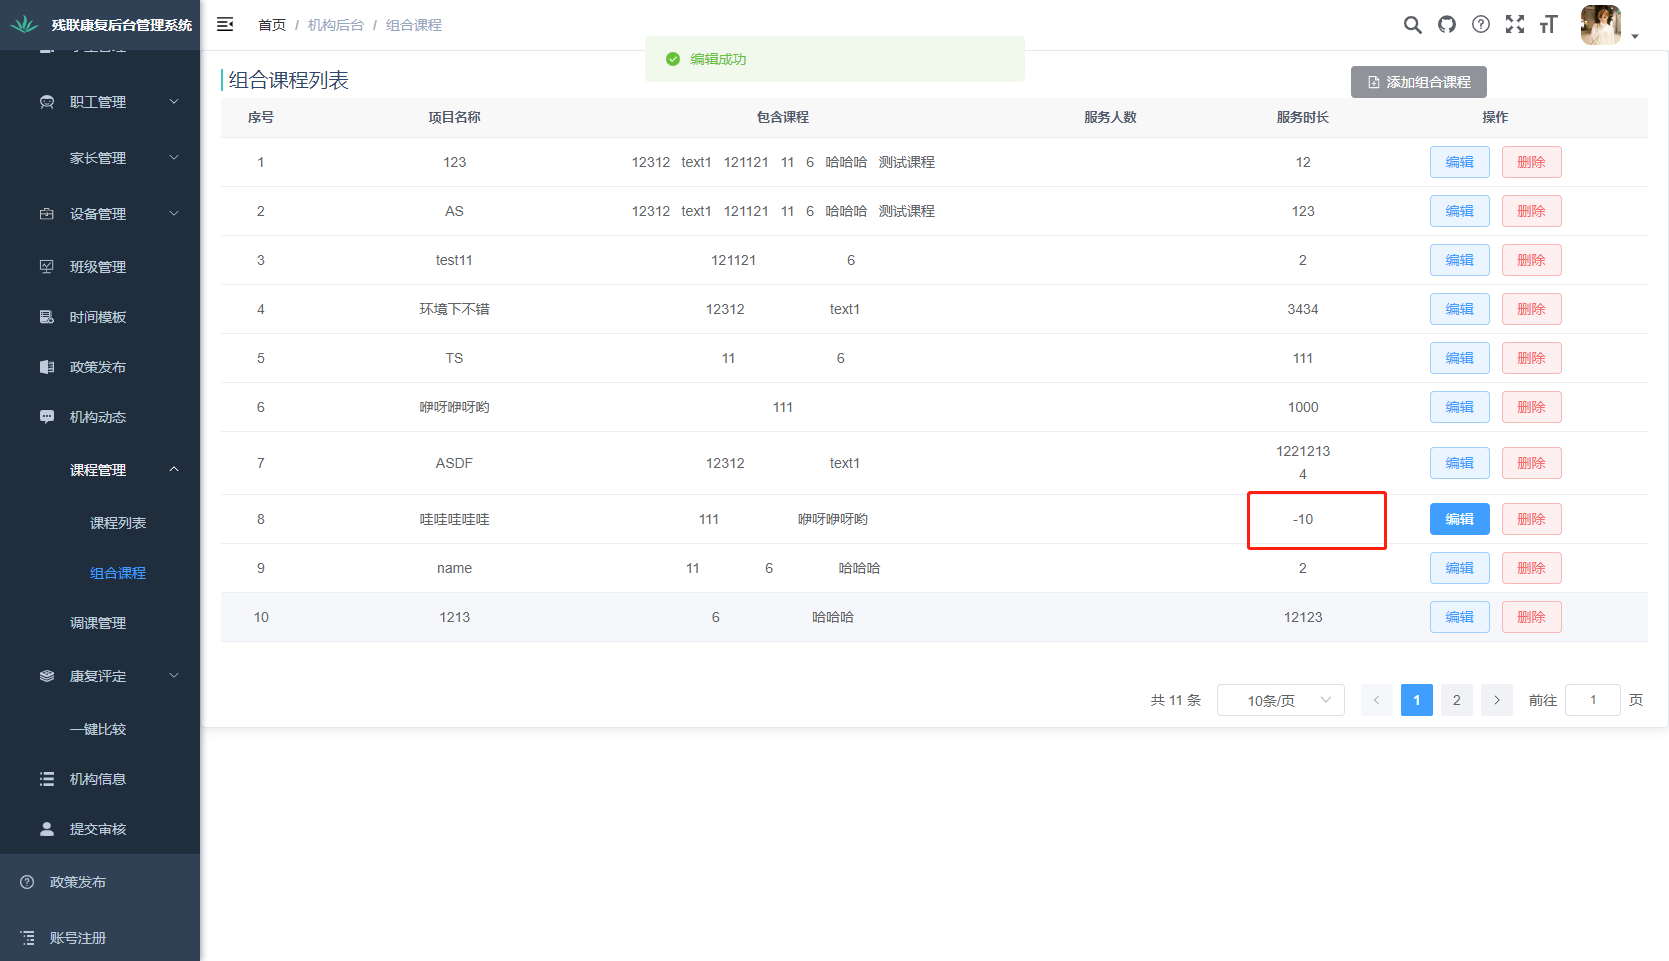 残联康复后台管理系统
首页 / 机构后台 / 组合课程
编辑成功
职工管理
家长管理
设备管理
班级管理
时间模板
政策发布
机构动态
课程管理
课程列表
组合课程
调课管理
康复评定
一键比较
机构信息
提交审核
政策发布
账号注册
组合课程列表
添加组合课程
序号 项目名称 包含课程 服务人数 服务时长 操作
1 123 12312 text1 121121 11 6 哈哈哈 测试课程 12 编辑 删除
2 AS 12312 text1 121121 11 6 哈哈哈 测试课程 123 编辑 删除
3 test11 121121 6 2 编辑 删除
4 环境下不错 12312 text1 3434 编辑 删除
5 TS 11 6 111 编辑 删除
6 咿呀咿呀哟 111 1000 编辑 删除
7 ASDF 12312 text1 1221213 编辑 删除
4
8 哇哇哇哇哇 111 咿呀咿呀哟 -10 编辑 删除
9 name 11 6 哈哈哈 2 编辑 删除
10 1213 6 哈哈哈 12123 编辑 删除
共 11 条 10条/页 1 2 前往 1 页